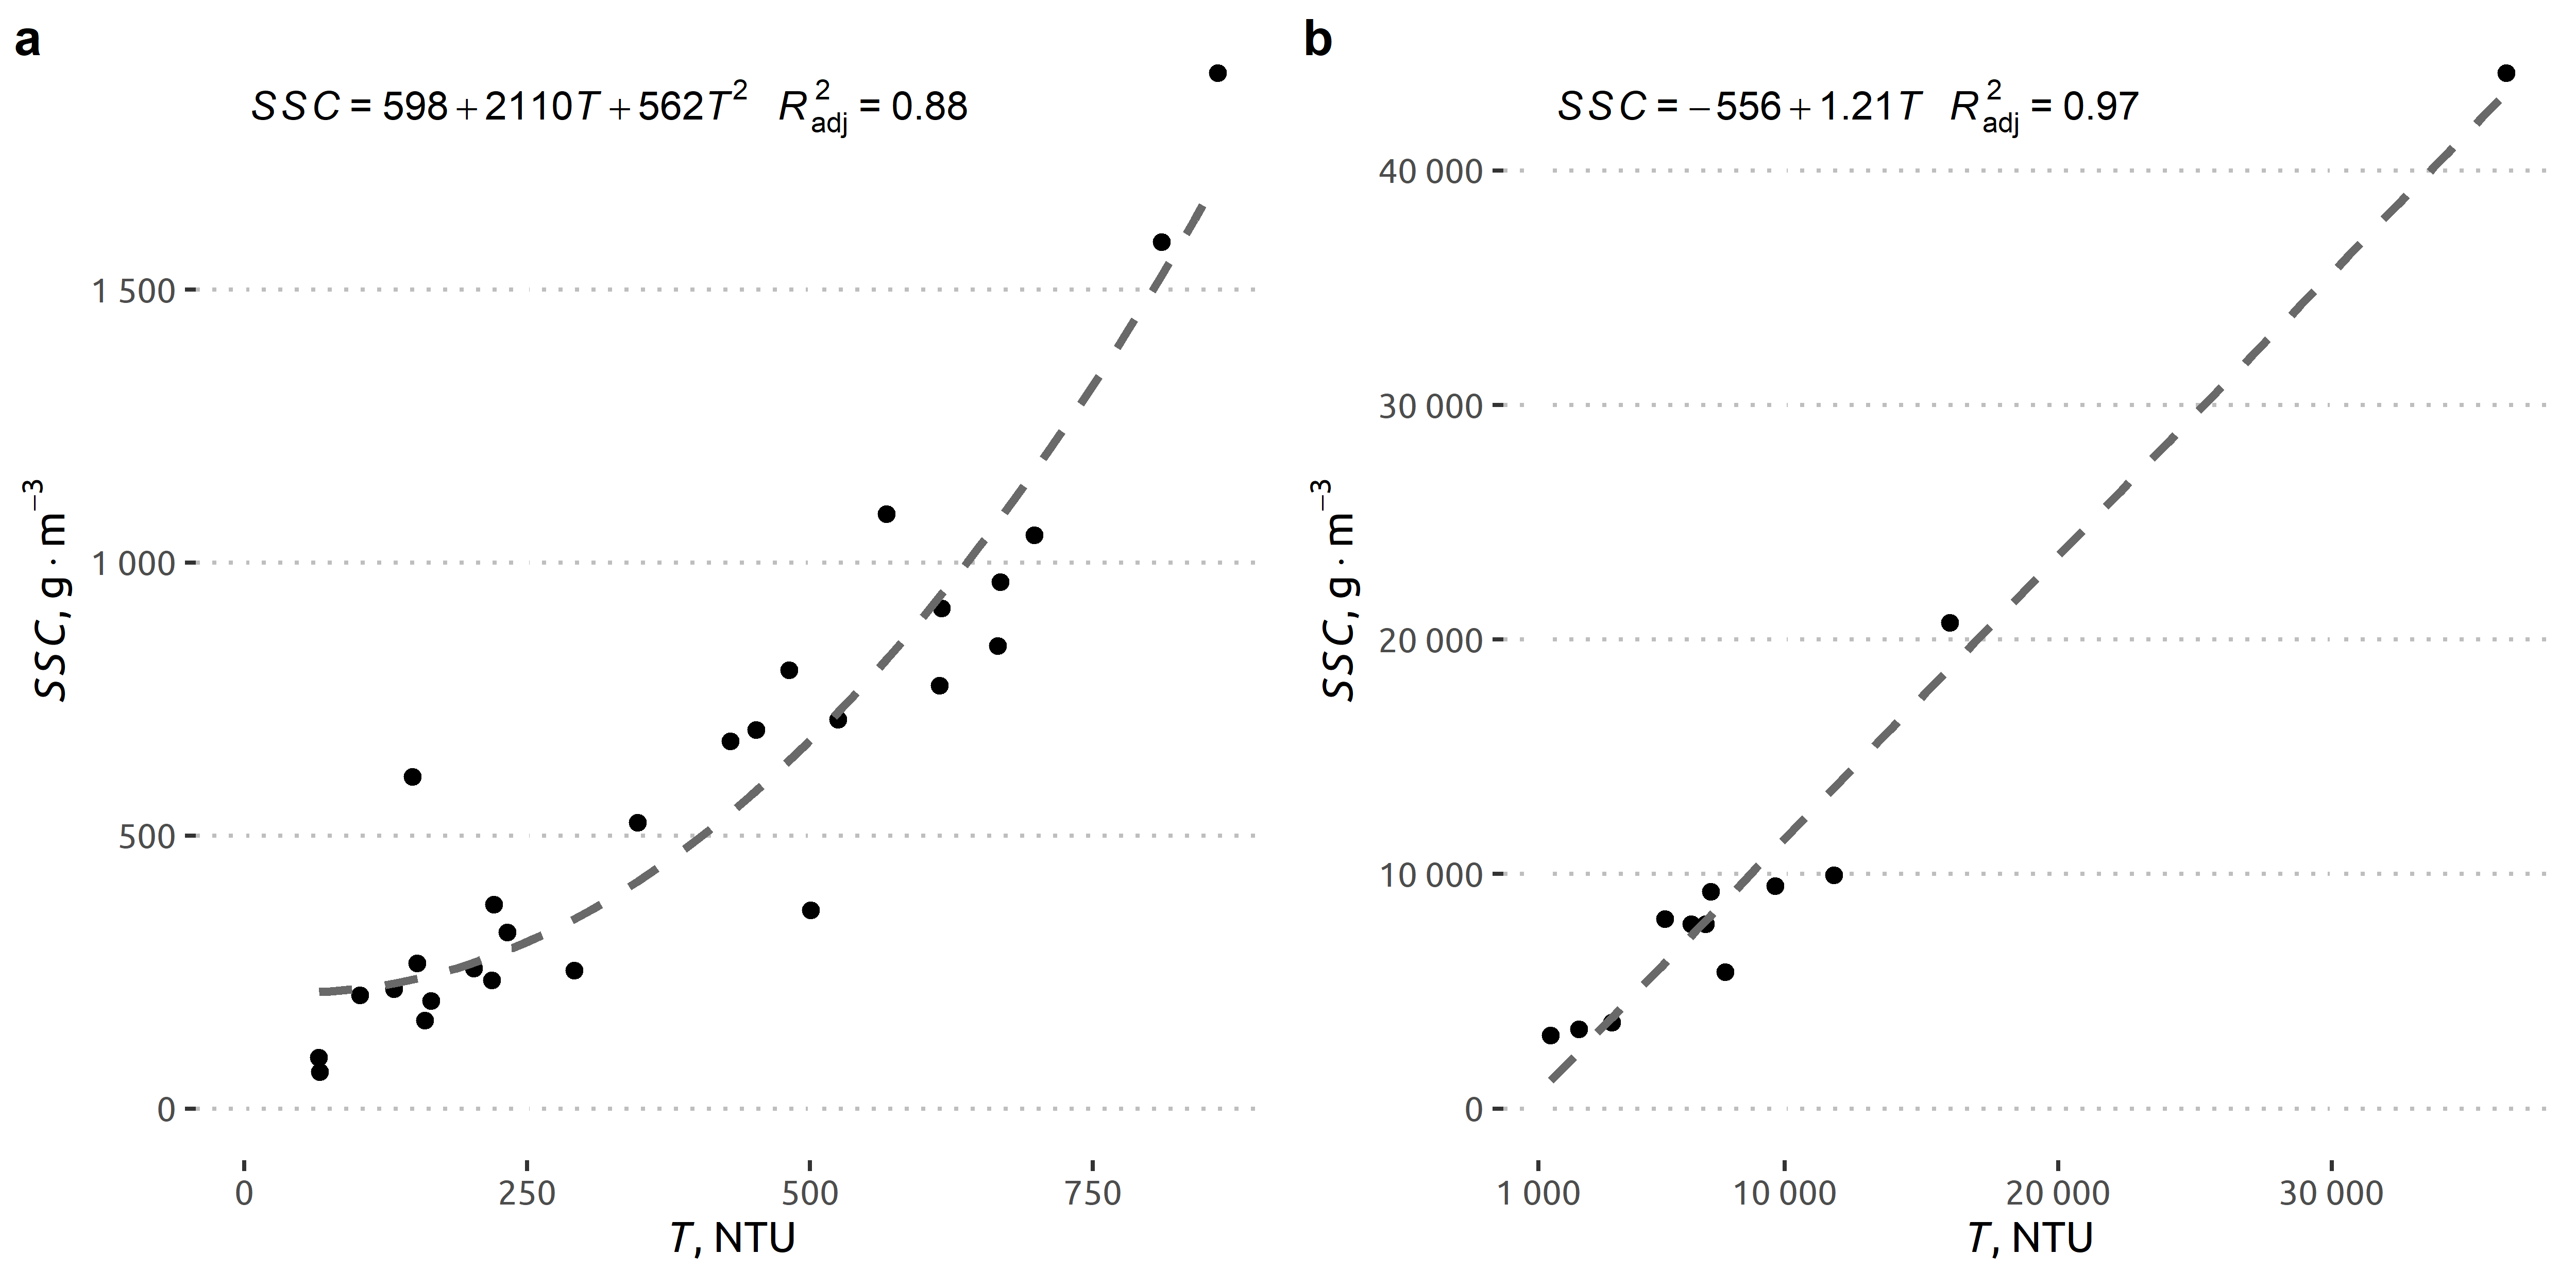 a
SSC = 598 + 2110T + 562T² R²adj = 0.88
1 500
1 000
500
0
SSC, g · m⁻³
0 250 500 750
T, NTU
b
SSC = −556 + 1.21T R²adj = 0.97
40 000
30 000
20 000
10 000
0
SSC, g · m⁻³
1 000 10 000 20 000 30 000
T, NTU